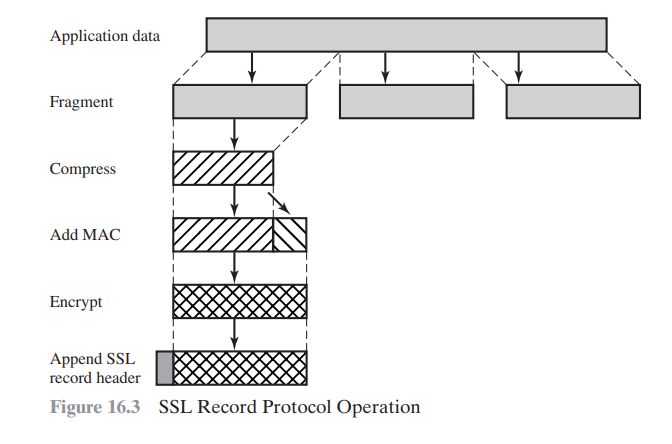 Application data
Fragment
Compress
Add MAC
Encrypt
Append SSL
record header
Figure 16.3 SSL Record Protocol Operation